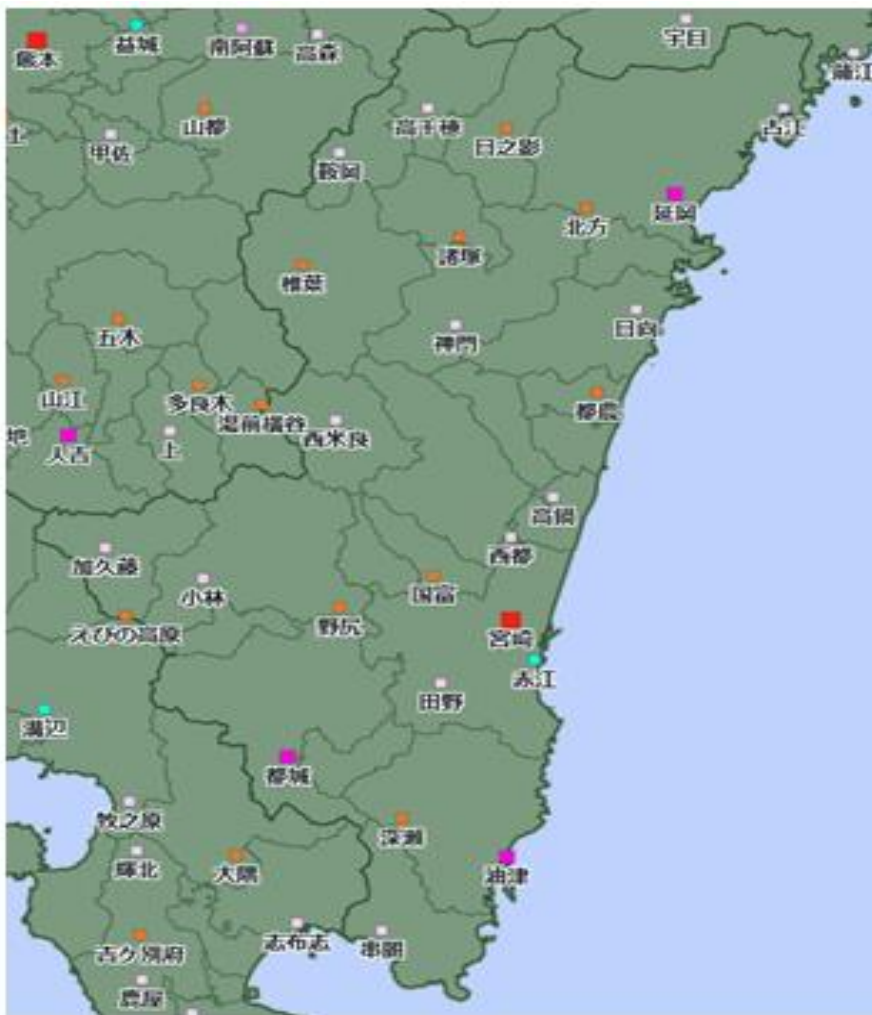 宇目
熊本
益城
南阿蘇
高森
蒲江
土
山都
高千穂
古江
甲佐
日之影
鞍岡
延岡
北方
諸塚
椎葉
五木
神門
日向
山江
多良木
湯前横谷
都農
地
人吉
上
西米良
高鍋
西都
加久藤
小林
国富
えびの高原
野尻
宮崎
赤江
田野
溝辺
都城
牧之原
深瀬
輝北
大隅
油津
吉ケ別府
志布志
串間
鹿屋